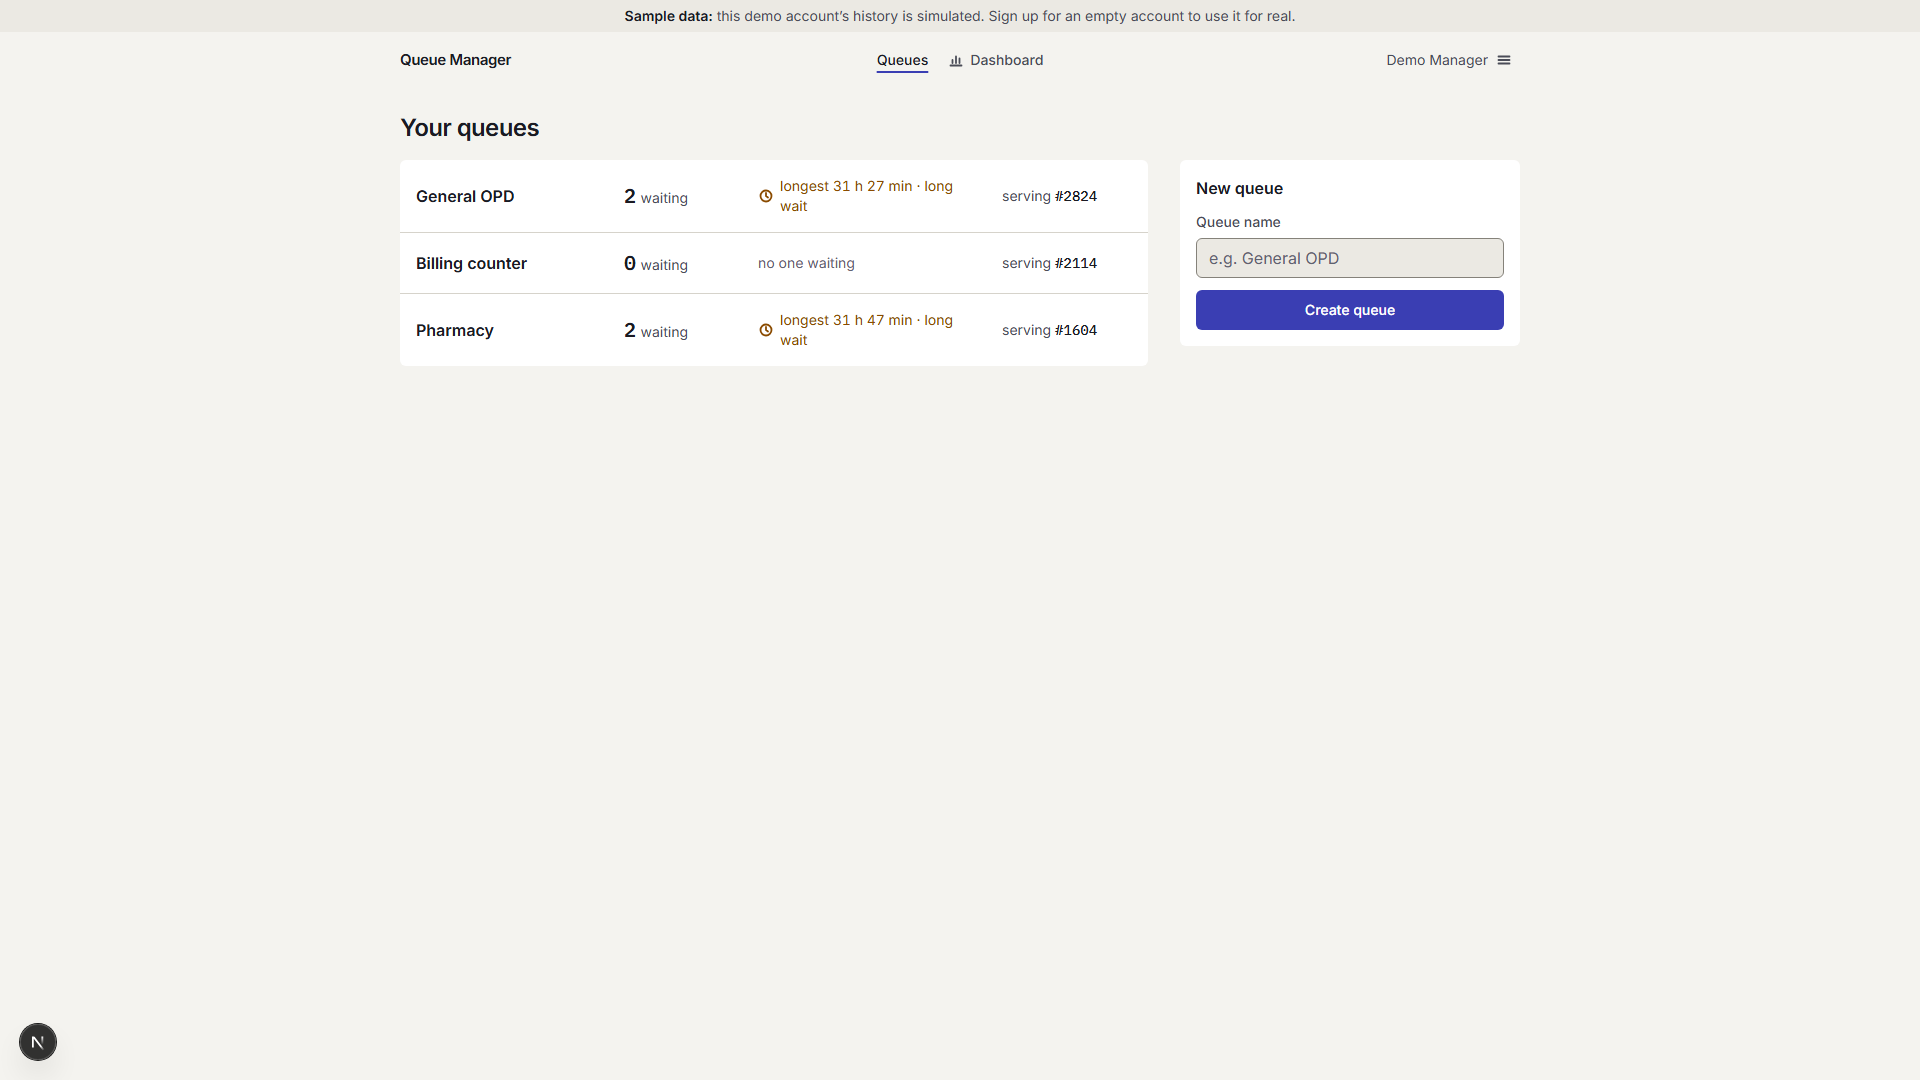 Sample data: this demo account’s history is simulated. Sign up for an empty account to use it for real.
Queue Manager
Queues
Dashboard
Demo Manager
Your queues
General OPD
2 waiting
longest 31 h 27 min · long
wait
serving #2824
Billing counter
0 waiting
no one waiting
serving #2114
Pharmacy
2 waiting
longest 31 h 47 min · long
wait
serving #1604
New queue
Queue name
e.g. General OPD
Create queue
N